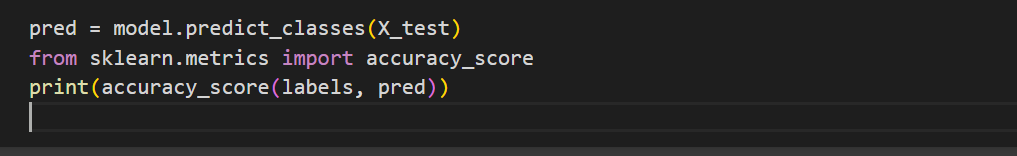 pred = model.predict_classes(X_test)
from sklearn.metrics import accuracy_score
print(accuracy_score(labels, pred))